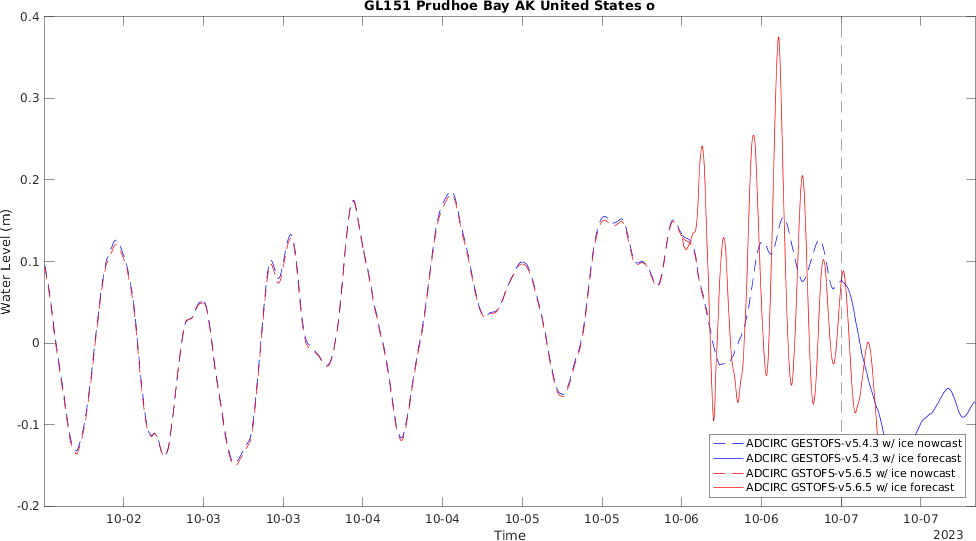 GL151 Prudhoe Bay AK United States o
0.4
0.3
0.2
0.1
0
-0.1
-0.2
Water Level (m)
ADCIRC GESTOFS-v5.4.3 w/ ice nowcast
ADCIRC GESTOFS-v5.4.3 w/ ice forecast
ADCIRC GSTOFS-v5.6.5 w/ ice nowcast
ADCIRC GSTOFS-v5.6.5 w/ ice forecast
10-02 10-03 10-03 10-04 10-04 10-05 10-05 10-06 10-06 10-07 10-07
Time
2023